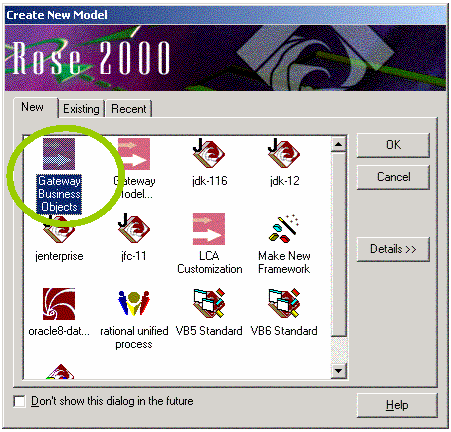 Create New Model
Rose 2000
New Existing Recent
Gateway Business Objects
Gateway Model...
jdk-116
jdk-12
jenterprise
jfc-11
LCA Customization
Make New Framework
oracle8-dat...
rational unified process
VB5 Standard
VB6 Standard
OK
Cancel
Details >>
Don't show this dialog in the future
Help